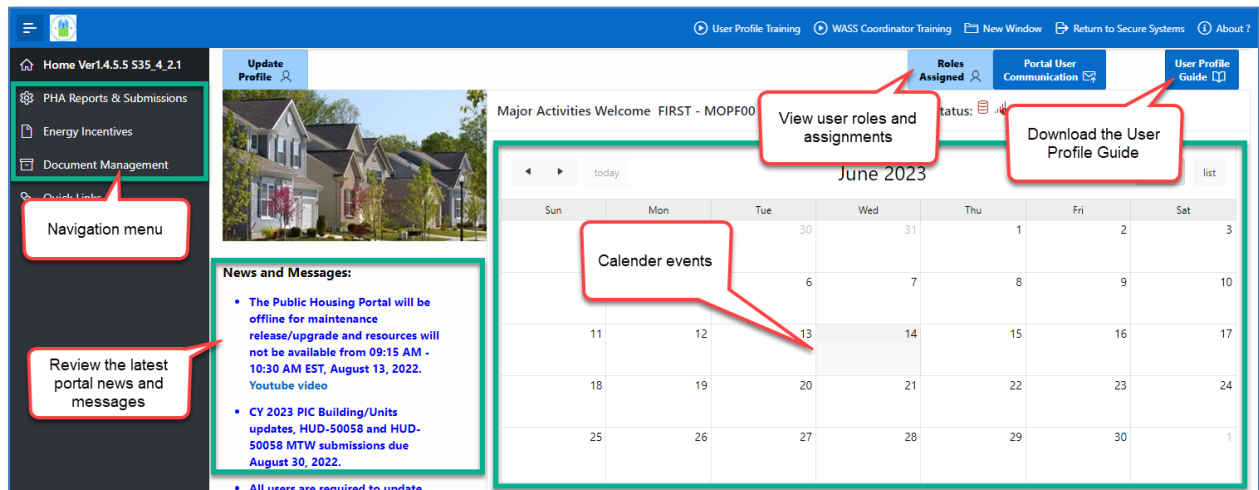 User Profile Training
WASS Coordinator Training
New Window
Return to Secure Systems
About ?
Home Ver1.4.5.5 S35_4_2.1
PHA Reports & Submissions
Energy Incentives
Document Management
Quick Links
Navigation menu
Update
Profile
Roles
Assigned
Portal User
Communication
User Profile
Guide
Major Activities Welcome FIRST - MOPF00
tatus:
View user roles and
assignments
Download the User
Profile Guide
today
June 2023
list
Sun Mon Tue Wed Thu Fri Sat
30 31 1 2 3
6 7 8 9 10
11 12 13 14 15 16 17
18 19 20 21 22 23 24
25 26 27 28 29 30 1
Calender events
News and Messages:
• The Public Housing Portal will be
offline for maintenance
release/upgrade and resources will
not be available from 09:15 AM -
10:30 AM EST, August 13, 2022.
Youtube video
• CY 2023 PIC Building/Units
updates, HUD-50058 and HUD-
50058 MTW submissions due
August 30, 2022.
• All users are required to update
Review the latest
portal news and
messages